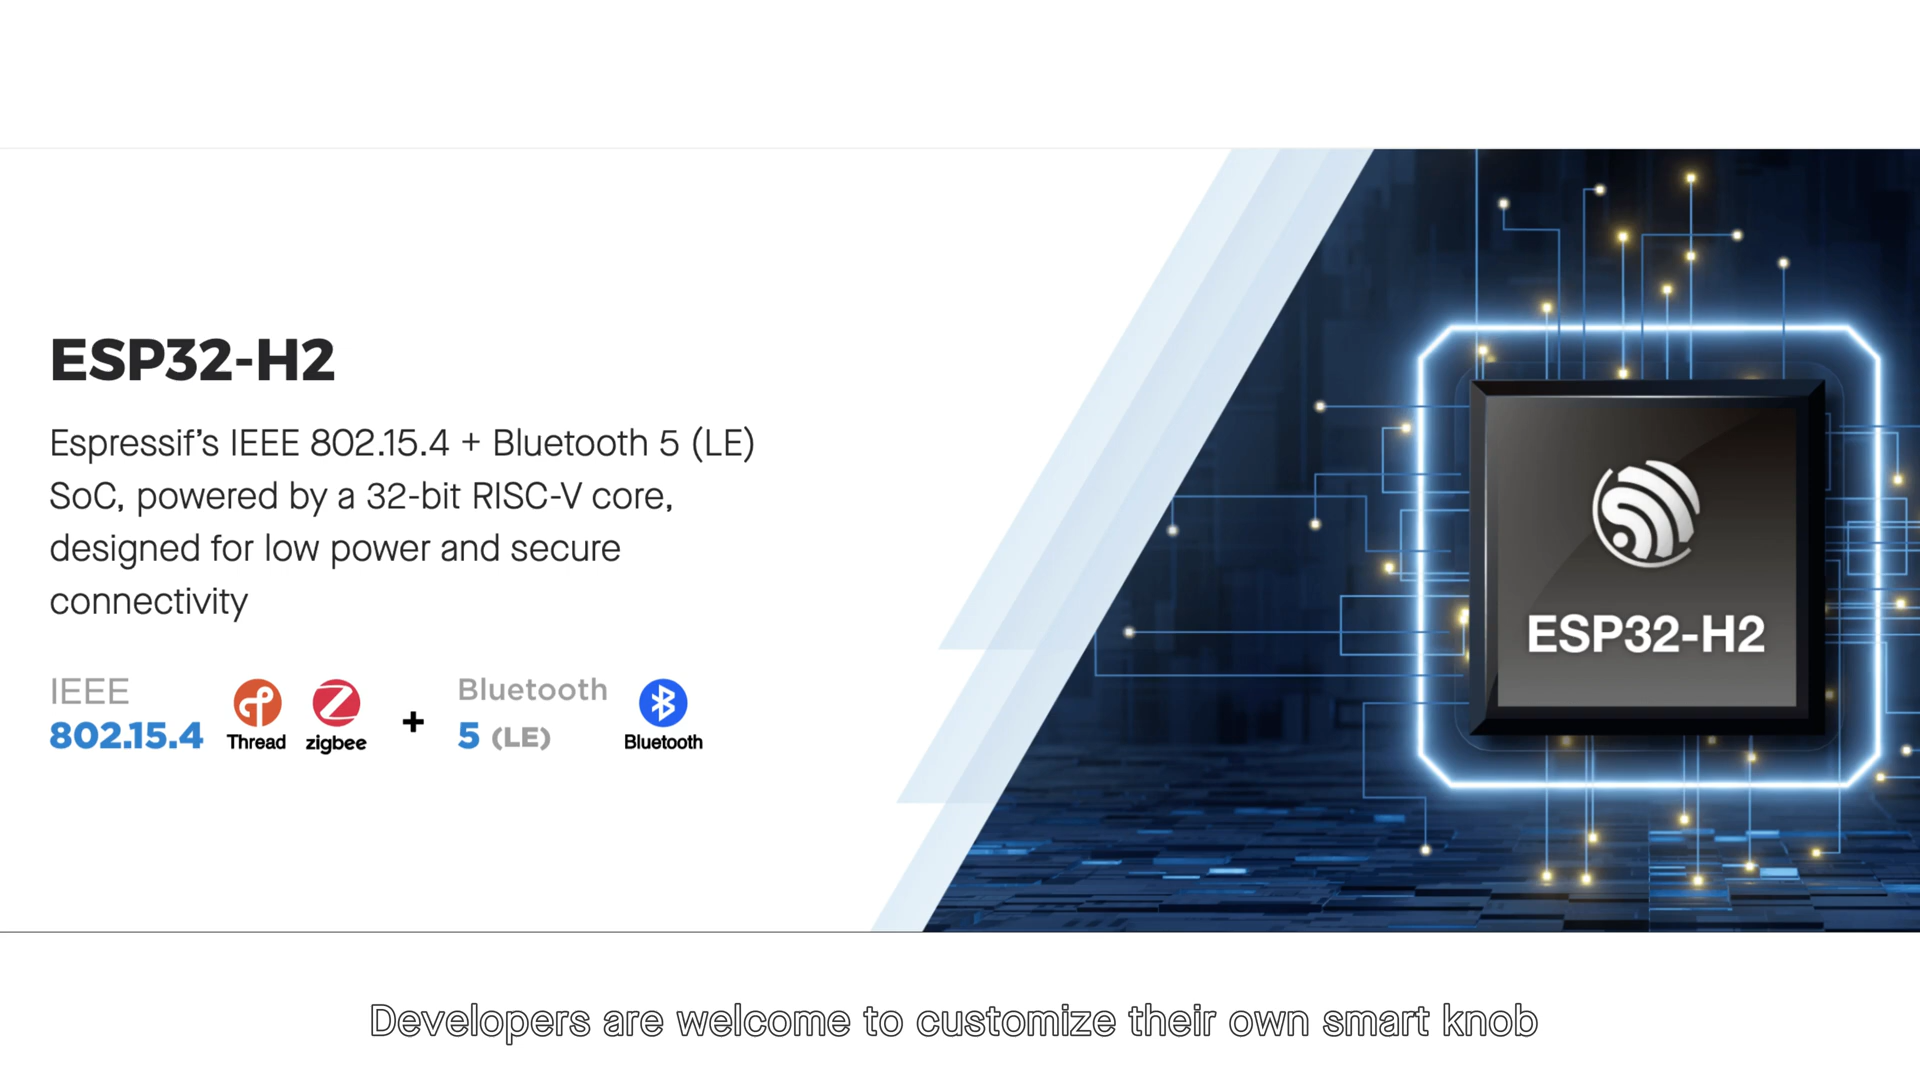 ESP32-H2
Espressif's IEEE 802.15.4 + Bluetooth 5 (LE)
SoC, powered by a 32-bit RISC-V core,
designed for low power and secure
connectivity
IEEE
802.15.4
Thread
zigbee
+
Bluetooth
5 (LE)
Bluetooth
ESP32-H2
Developers are welcome to customize their own smart knob